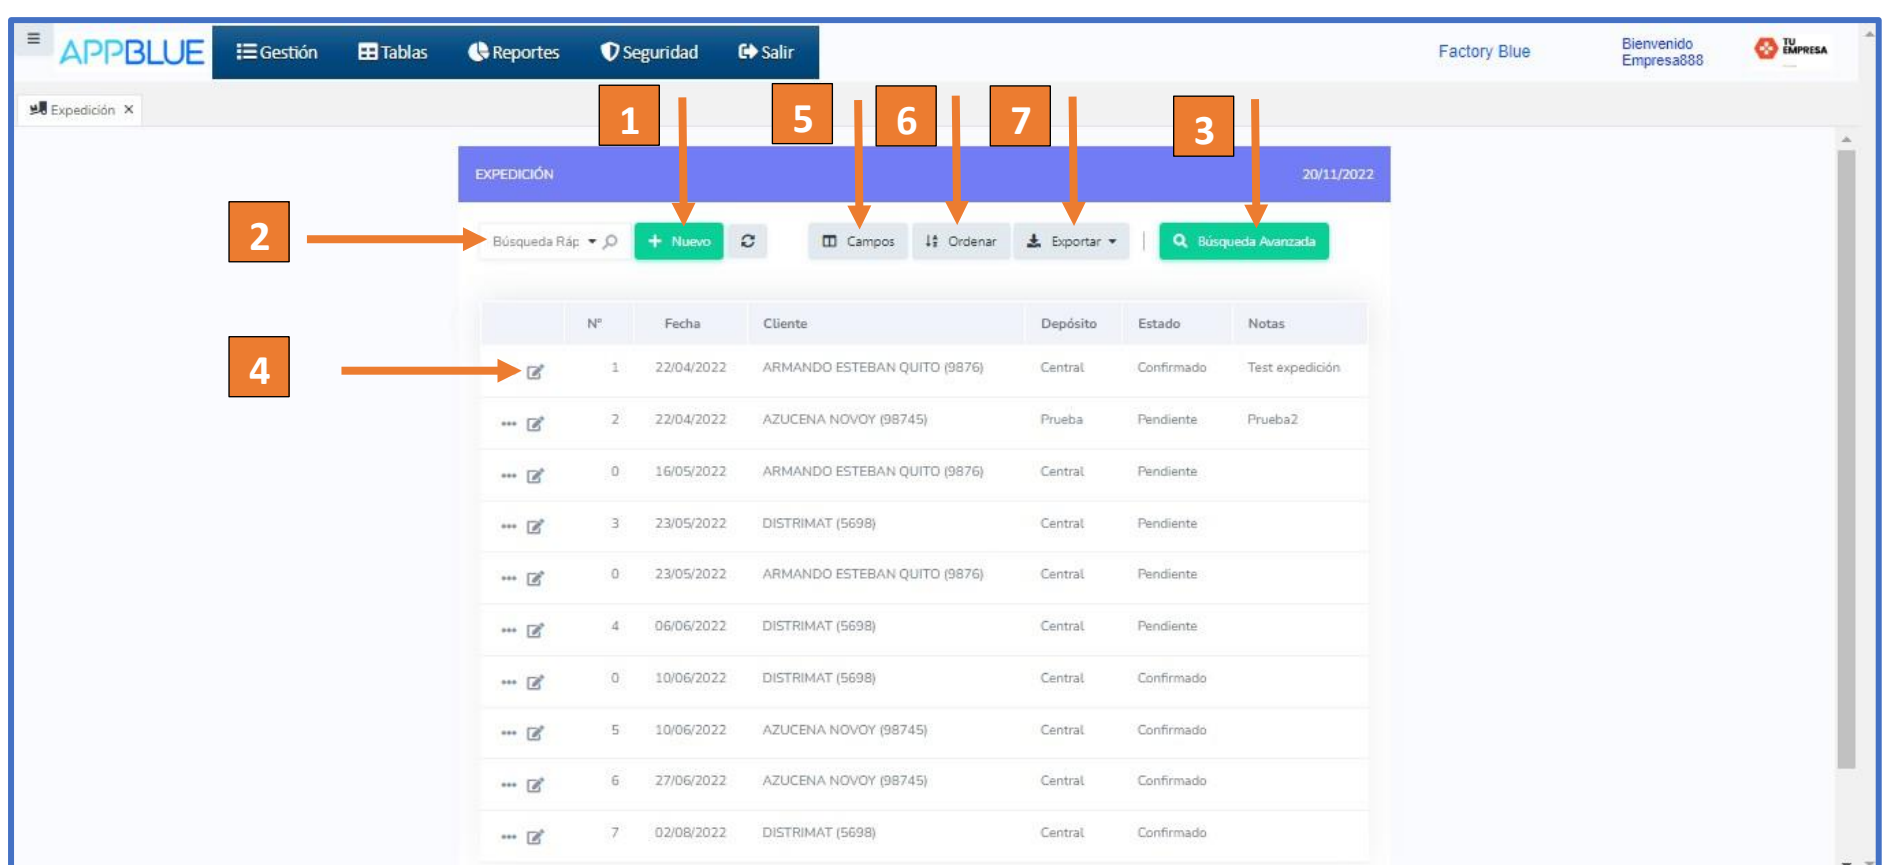 APPBLUE Gestión Tablas Reportes Seguridad Salir Factory Blue Bienvenido Empresa888 TU EMPRESA
Expedición ×
1 5 6 7 3
EXPEDICIÓN 20/11/2022
2 Búsqueda Ráp + Nuevo Campos Ordenar Exportar Búsqueda Avanzada
N° Fecha Cliente Depósito Estado Notas
4 1 22/04/2022 ARMANDO ESTEBAN QUITO (9876) Central Confirmado Test expedición
2 22/04/2022 AZUCENA NOVOY (98745) Prueba Pendiente Prueba2
0 16/05/2022 ARMANDO ESTEBAN QUITO (9876) Central Pendiente
3 23/05/2022 DISTRIMAT (5698) Central Pendiente
0 23/05/2022 ARMANDO ESTEBAN QUITO (9876) Central Pendiente
4 06/06/2022 DISTRIMAT (5698) Central Pendiente
0 10/06/2022 DISTRIMAT (5698) Central Confirmado
5 10/06/2022 AZUCENA NOVOY (98745) Central Confirmado
6 27/06/2022 AZUCENA NOVOY (98745) Central Confirmado
7 02/08/2022 DISTRIMAT (5698) Central Confirmado